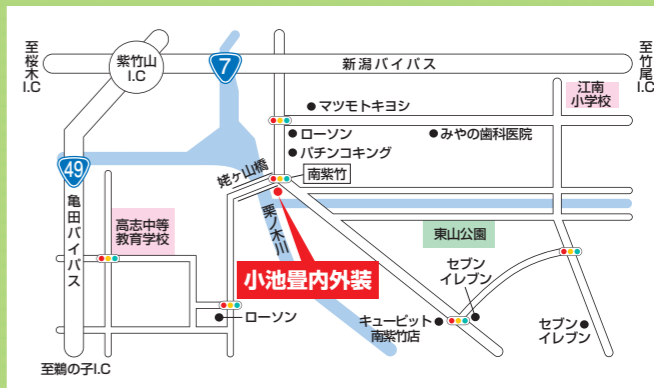 至桜木I.C
紫竹山
I.C
7
新潟バイパス
至竹尾I.C
江南
小学校
マツモトキヨシ
ローソン
みやの歯科医院
パチンコキング
姥ヶ山橋
南紫竹
49
亀田バイパス
高志中等
教育学校
栗ノ木川
東山公園
小池畳内外装
セブン
イレブン
ローソン
キューピット
南紫竹店
セブン
イレブン
至鵜の子I.C